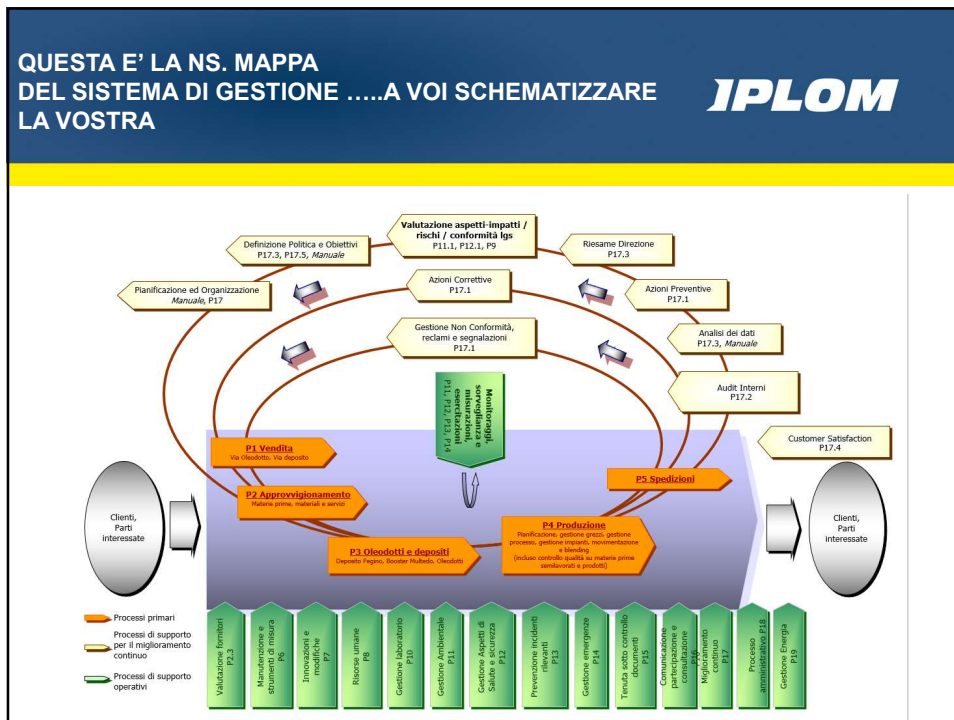 QUESTA E’ LA NS. MAPPA
DEL SISTEMA DI GESTIONE …..A VOI SCHEMATIZZARE
LA VOSTRA
IPLOM
Valutazione aspetti-impatti /
rischi / conformità lgs
P11.1, P12.1, P9
Definizione Politica e Obiettivi
P17.3, P17.5, Manuale
Riesame Direzione
P17.3
Pianificazione ed Organizzazione
Manuale, P17
Azioni Correttive
P17.1
Azioni Preventive
P17.1
Gestione Non Conformità,
reclami e segnalazioni
P17.1
Analisi dei dati
P17.3, Manuale
Audit Interni
P17.2
Monitoraggi,
sorveglianza e
misurazioni,
esercitazioni
P11, P12, P13, P14
Customer Satisfaction
P17.4
P1 Vendita
Via Oleodotto, Via deposito
P2 Approvvigionamento
Materie prime, materiali e servizi
P3 Oleodotti e depositi
Deposito Fegino, Booster Multedo, Oleodotti
P4 Produzione
Pianificazione, gestione grezzi, gestione
processo, gestione impianti, movimentazione
e blending
(incluso controllo qualità su materie prime
semilavorati e prodotti)
P5 Spedizioni
Clienti,
Parti
interessate
Clienti,
Parti
interessate
Processi primari
Processi di supporto
per il miglioramento
continuo
Processi di supporto
operativi
Valutazione fornitori
P2.3
Manutenzione e
strumenti di misura
P6
Innovazioni e
modifiche
P7
Risorse umane
P8
Gestione laboratorio
P10
Gestione Ambientale
P11
Gestione Aspetti di
Salute e sicurezza
P12
Prevenzione incidenti
rilevanti
P13
Gestione emergenze
P14
Tenuta sotto controllo
documenti
P15
Comunicazione
partecipazione e
consultazione
P16
Miglioramento
continuo
P17
Processo
amministrativo P18
Gestione Energia
P19